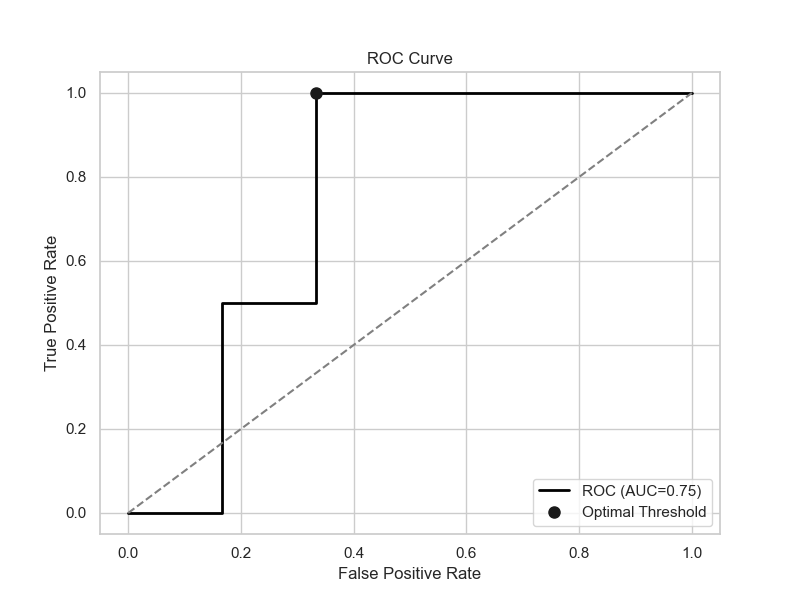 ROC Curve
True Positive Rate
1.0
0.8
0.6
0.4
0.2
0.0
ROC (AUC=0.75)
Optimal Threshold
0.0 0.2 0.4 0.6 0.8 1.0
False Positive Rate